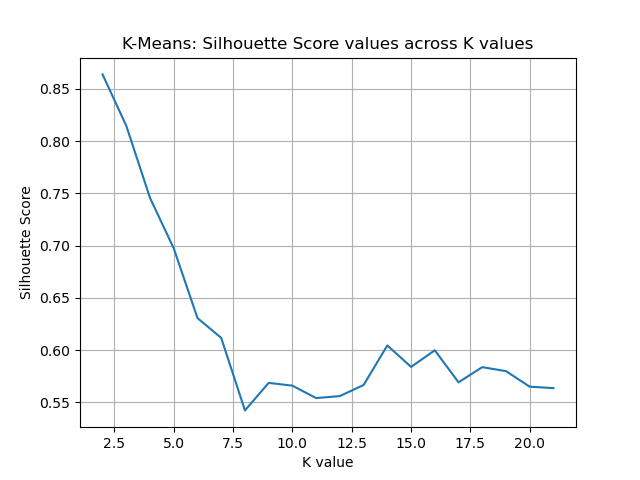 K-Means: Silhouette Score values across K values
0.85
0.80
0.75
0.70
0.65
0.60
0.55
Silhouette Score
2.5 5.0 7.5 10.0 12.5 15.0 17.5 20.0
K value